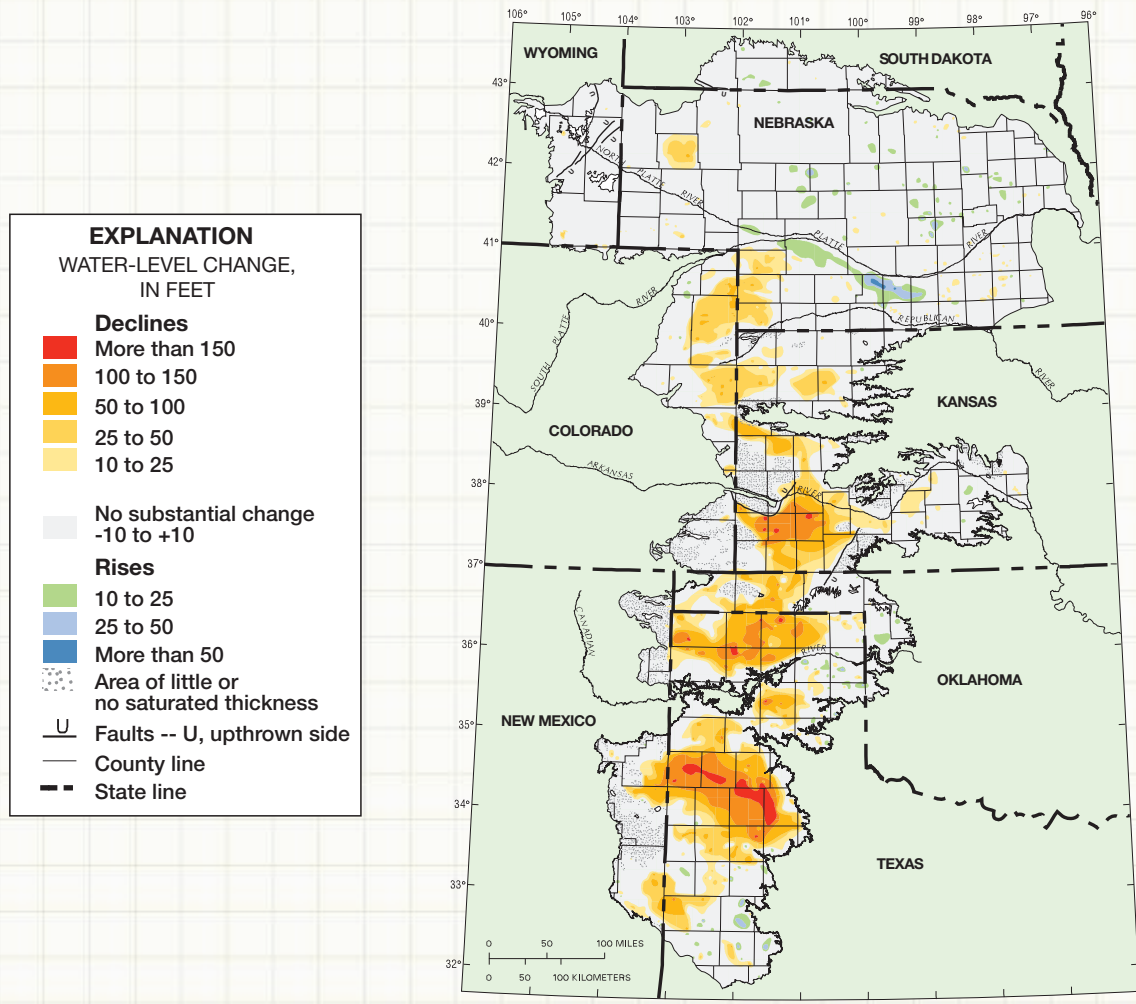 106°
105°
104°
103°
102°
101°
100°
99°
98°
97°
96°
WYOMING
SOUTH DAKOTA
43°
U
U
NEBRASKA
U
U
42°
NORTH
PLATTE
RIVER
PLATTE
RIVER
41°
EXPLANATION
WATER-LEVEL CHANGE,
IN FEET
Declines
More than 150
100 to 150
50 to 100
25 to 50
10 to 25
No substantial change
-10 to +10
Rises
10 to 25
25 to 50
More than 50
Area of little or
no saturated thickness
U
Faults -- U, upthrown side
County line
State line
RIVER
PLATTE
SOUTH
40°
REPUBLICAN
RIVER
39°
KANSAS
COLORADO
ARKANSAS
RIVER
38°
U
37°
U
CANADIAN
36°
RIVER
OKLAHOMA
NEW MEXICO
35°
34°
TEXAS
33°
0 50 100 MILES
0 50 100 KILOMETERS
32°